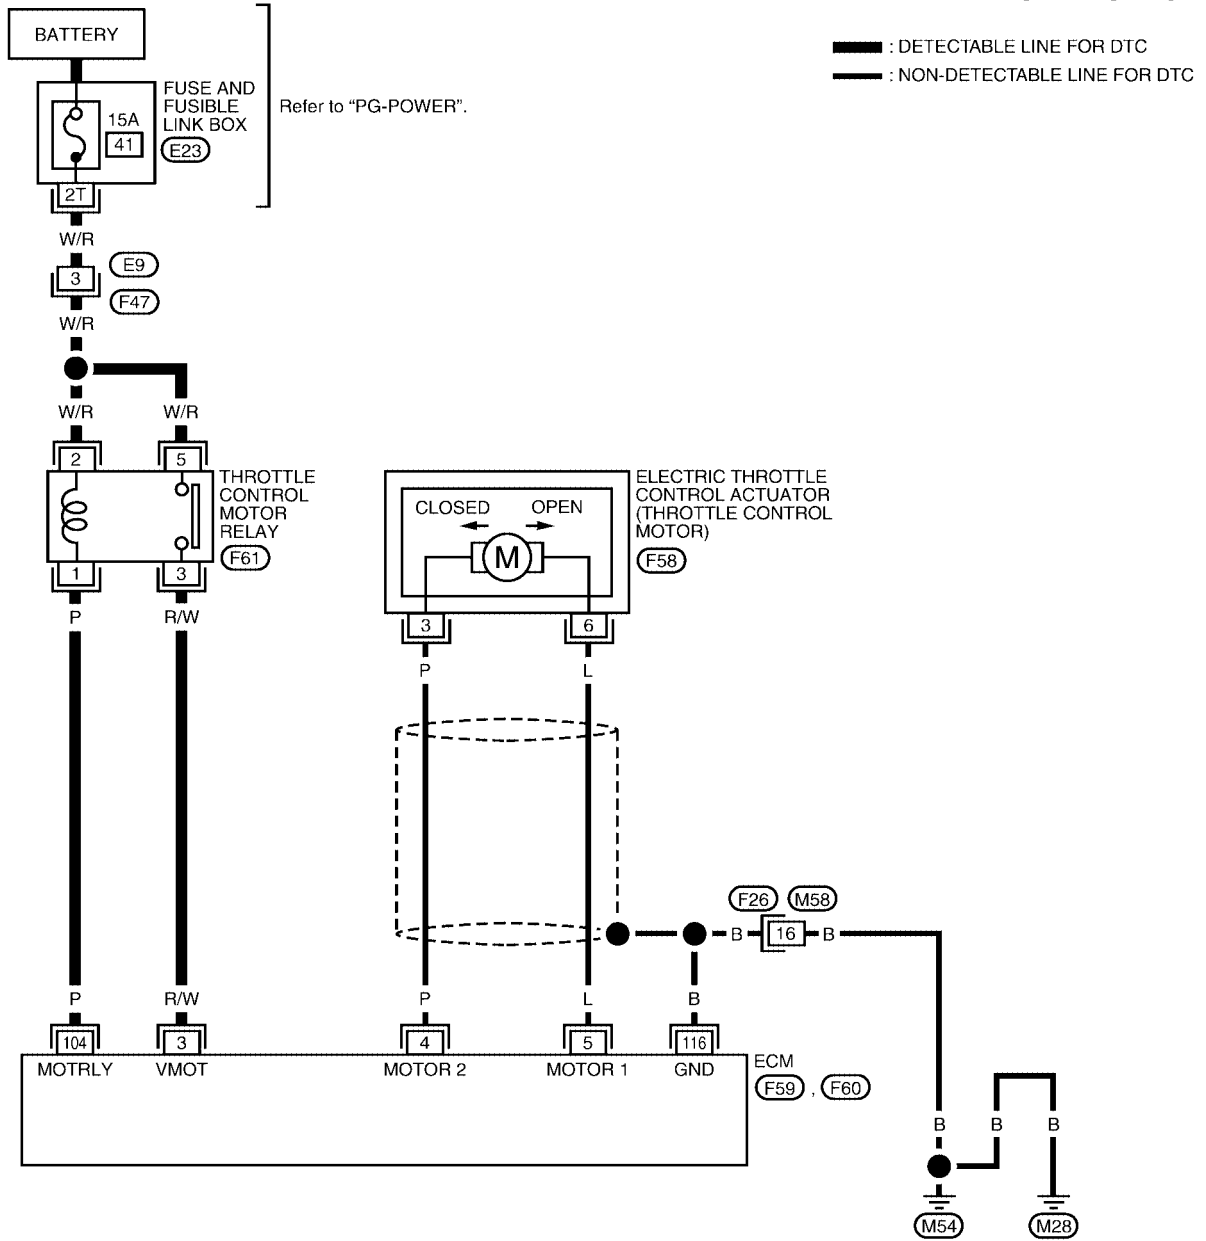 BATTERY
: DETECTABLE LINE FOR DTC
: NON-DETECTABLE LINE FOR DTC
FUSE AND
FUSIBLE
LINK BOX
E23
15A
41
Refer to “PG-POWER”.
2T
W/R
E9
3
F47
W/R
W/R
W/R
2
5
THROTTLE
CONTROL
MOTOR
RELAY
F61
1
3
P
R/W
ELECTRIC THROTTLE
CONTROL ACTUATOR
(THROTTLE CONTROL
MOTOR)
F58
CLOSED
OPEN
M
3
6
P
L
F26
M58
B
16
B
P
R/W
P
L
B
104
3
4
5
116
MOTRLY
VMOT
MOTOR 2
MOTOR 1
GND
ECM
F59 , F60
B
B
B
M54
M28